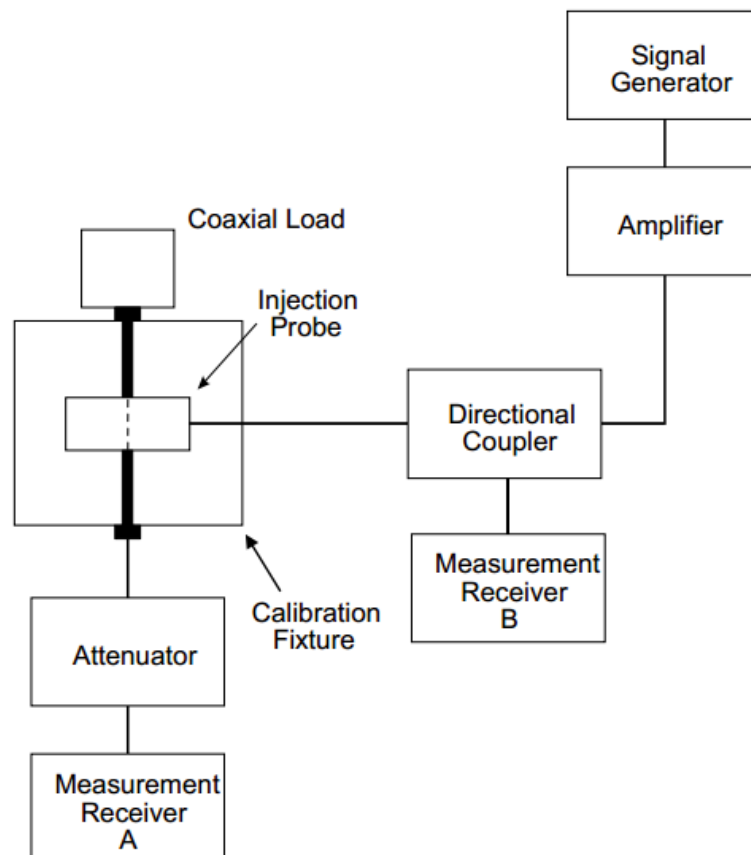 Signal
Generator
Amplifier
Coaxial Load
Injection
Probe
Directional
Coupler
Measurement
Receiver
B
Calibration
Fixture
Attenuator
Measurement
Receiver
A